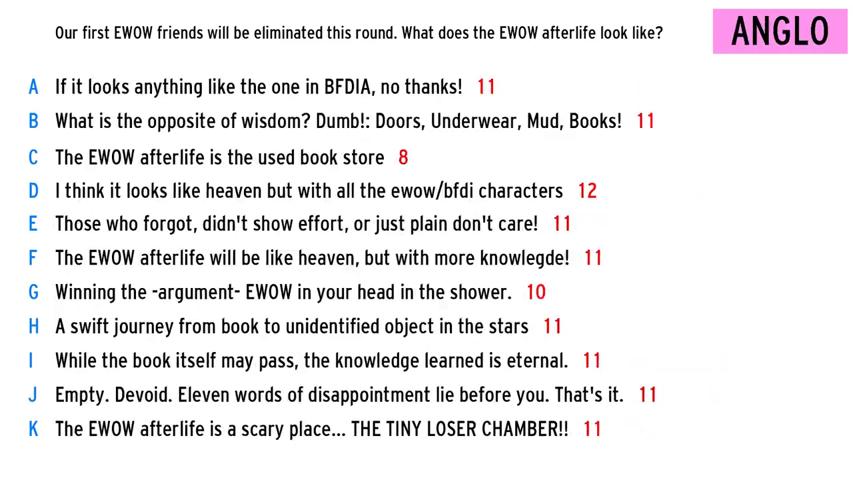 Our first EWOW friends will be eliminated this round. What does the EWOW afterlife look like?
ANGLO
A If it looks anything like the one in BFDIA, no thanks! 11
B What is the opposite of wisdom? Dumb!: Doors, Underwear, Mud, Books! 11
C The EWOW afterlife is the used book store 8
D I think it looks like heaven but with all the ewow/bfdi characters 12
E Those who forgot, didn't show effort, or just plain don't care! 11
F The EWOW afterlife will be like heaven, but with more knowlegde! 11
G Winning the -argument- EWOW in your head in the shower. 10
H A swift journey from book to unidentified object in the stars 11
I While the book itself may pass, the knowledge learned is eternal. 11
J Empty. Devoid. Eleven words of disappointment lie before you. That's it. 11
K The EWOW afterlife is a scary place... THE TINY LOSER CHAMBER!! 11